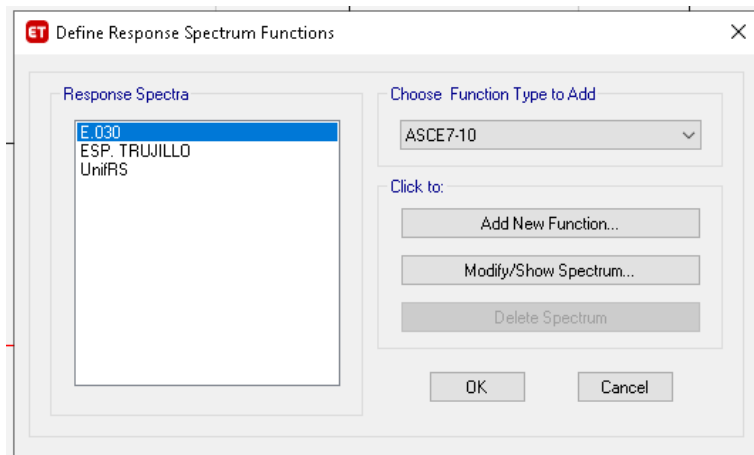 ET Define Response Spectrum Functions
Response Spectra
E.030
ESP. TRUJILLO
UnifRS
Choose Function Type to Add
ASCE7-10
Click to:
Add New Function...
Modify/Show Spectrum...
Delete Spectrum
OK
Cancel